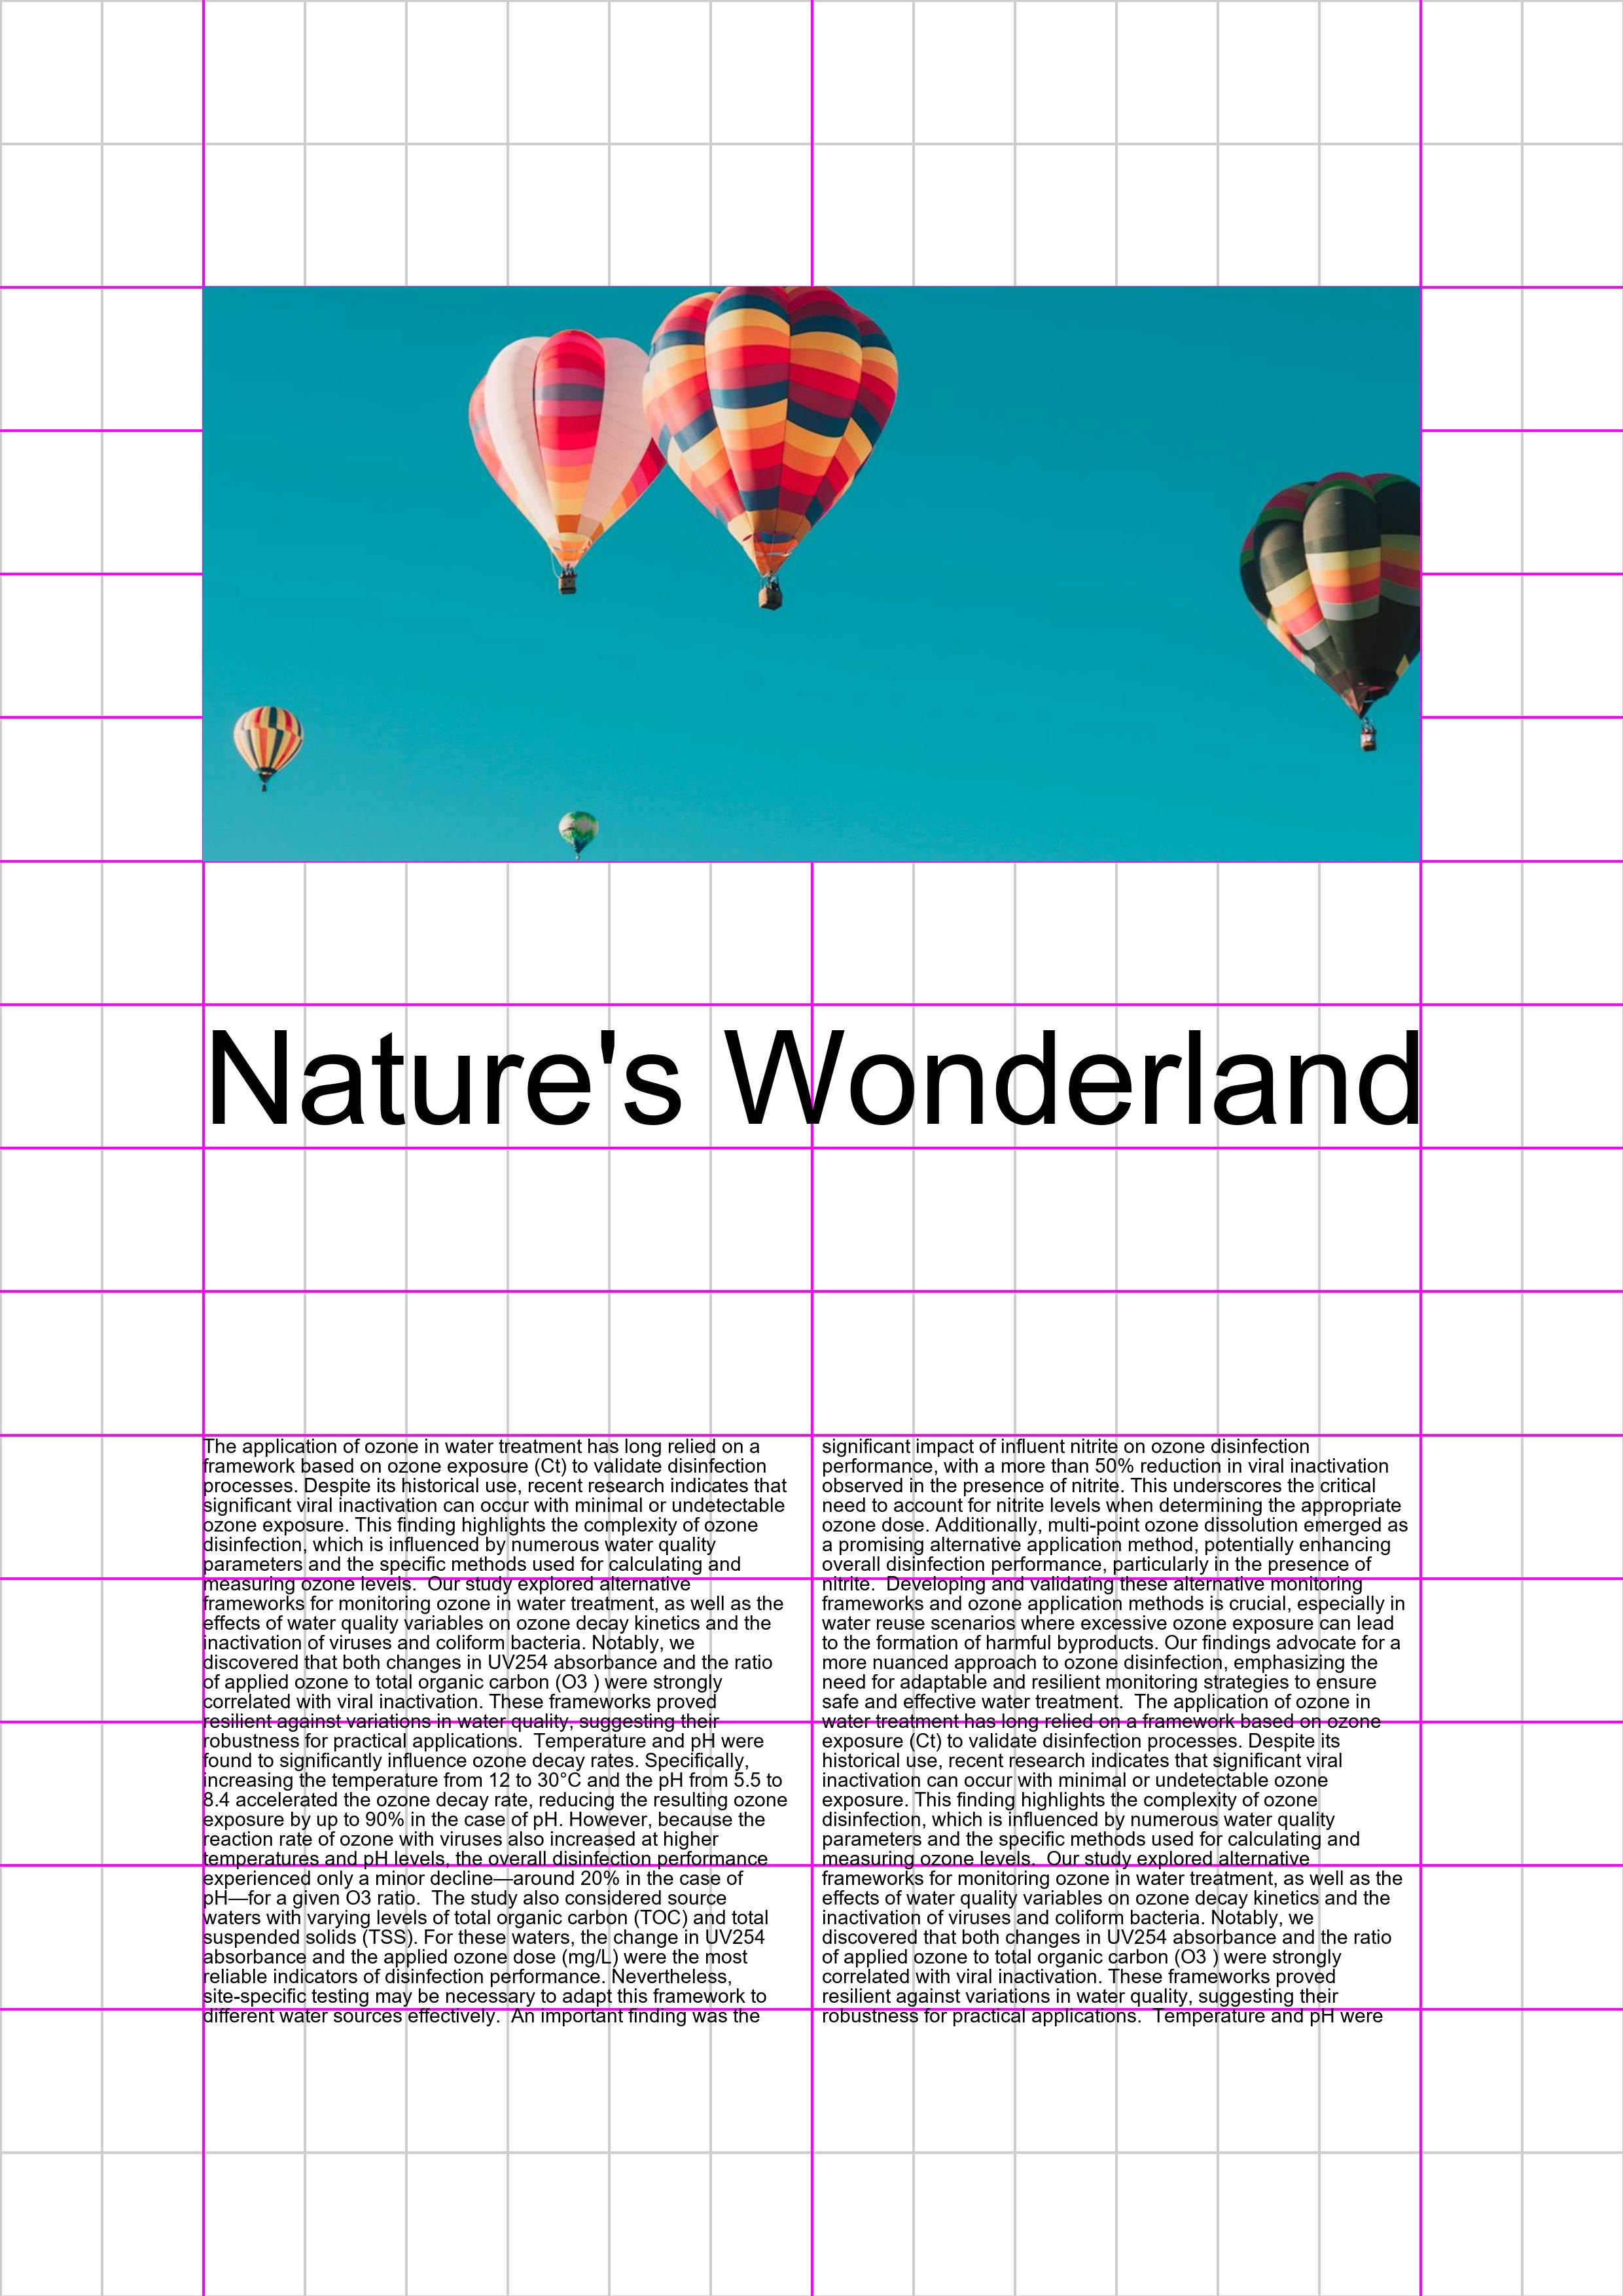 Nature's Wonderland
The application of ozone in water treatment has long relied on a
framework based on ozone exposure (Ct) to validate disinfection
processes. Despite its historical use, recent research indicates that
significant viral inactivation can occur with minimal or undetectable
ozone exposure. This finding highlights the complexity of ozone
disinfection, which is influenced by numerous water quality
parameters and the specific methods used for calculating and
measuring ozone levels.  Our study explored alternative
frameworks for monitoring ozone in water treatment, as well as the
effects of water quality variables on ozone decay kinetics and the
inactivation of viruses and coliform bacteria. Notably, we
discovered that both changes in UV254 absorbance and the ratio
of applied ozone to total organic carbon (O3 ) were strongly
correlated with viral inactivation. These frameworks proved
resilient against variations in water quality, suggesting their
robustness for practical applications.  Temperature and pH were
found to significantly influence ozone decay rates. Specifically,
increasing the temperature from 12 to 30°C and the pH from 5.5 to
8.4 accelerated the ozone decay rate, reducing the resulting ozone
exposure by up to 90% in the case of pH. However, because the
reaction rate of ozone with viruses also increased at higher
temperatures and pH levels, the overall disinfection performance
experienced only a minor decline—around 20% in the case of
pH—for a given O3 ratio.  The study also considered source
waters with varying levels of total organic carbon (TOC) and total
suspended solids (TSS). For these waters, the change in UV254
absorbance and the applied ozone dose (mg/L) were the most
reliable indicators of disinfection performance. Nevertheless,
site-specific testing may be necessary to adapt this framework to
different water sources effectively.  An important finding was the
significant impact of influent nitrite on ozone disinfection
performance, with a more than 50% reduction in viral inactivation
observed in the presence of nitrite. This underscores the critical
need to account for nitrite levels when determining the appropriate
ozone dose. Additionally, multi-point ozone dissolution emerged as
a promising alternative application method, potentially enhancing
overall disinfection performance, particularly in the presence of
nitrite.  Developing and validating these alternative monitoring
frameworks and ozone application methods is crucial, especially in
water reuse scenarios where excessive ozone exposure can lead
to the formation of harmful byproducts. Our findings advocate for a
more nuanced approach to ozone disinfection, emphasizing the
need for adaptable and resilient monitoring strategies to ensure
safe and effective water treatment.  The application of ozone in
water treatment has long relied on a framework based on ozone
exposure (Ct) to validate disinfection processes. Despite its
historical use, recent research indicates that significant viral
inactivation can occur with minimal or undetectable ozone
exposure. This finding highlights the complexity of ozone
disinfection, which is influenced by numerous water quality
parameters and the specific methods used for calculating and
measuring ozone levels.  Our study explored alternative
frameworks for monitoring ozone in water treatment, as well as the
effects of water quality variables on ozone decay kinetics and the
inactivation of viruses and coliform bacteria. Notably, we
discovered that both changes in UV254 absorbance and the ratio
of applied ozone to total organic carbon (O3 ) were strongly
correlated with viral inactivation. These frameworks proved
resilient against variations in water quality, suggesting their
robustness for practical applications.  Temperature and pH were